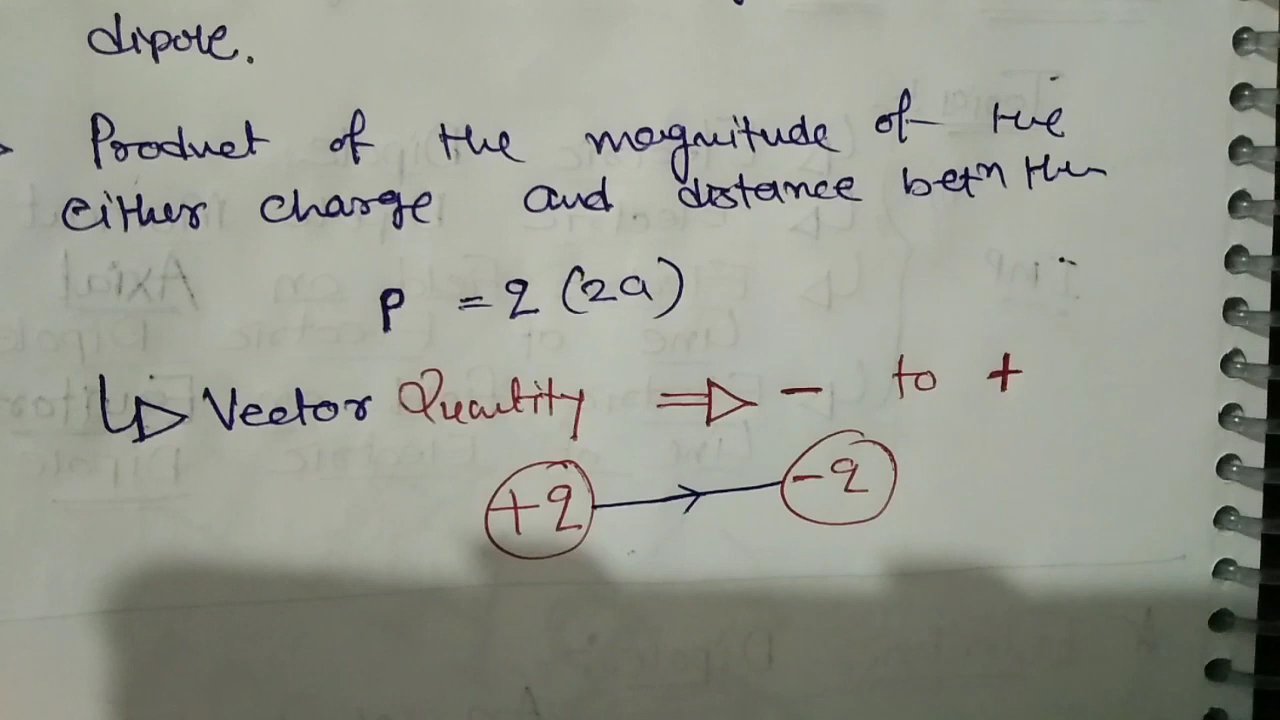 dipole.
Product of the magnitude of the
either charge and distance betn the
P = q (2a)
↳ Vector Quantity ⇒ - to +
+q → -q